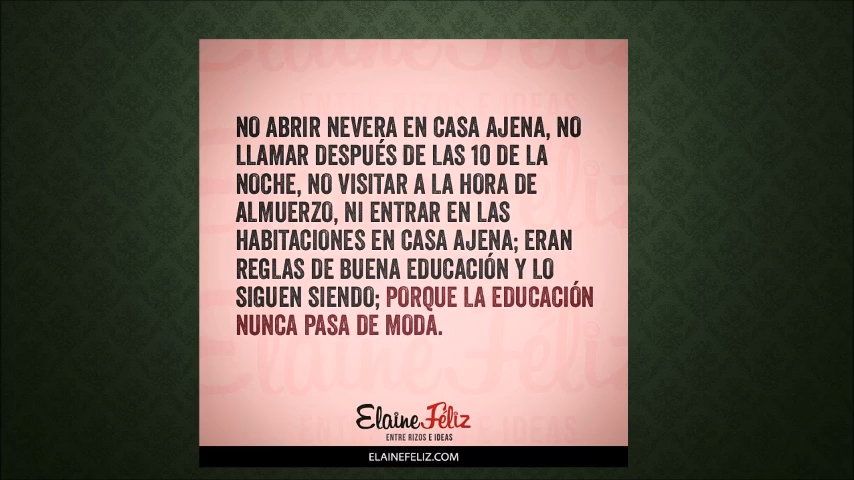 NO ABRIR NEVERA EN CASA AJENA, NO
LLAMAR DESPUÉS DE LAS 10 DE LA
NOCHE, NO VISITAR A LA HORA DE
ALMUERZO, NI ENTRAR EN LAS
HABITACIONES EN CASA AJENA; ERAN
REGLAS DE BUENA EDUCACIÓN Y LO
SIGUEN SIENDO; PORQUE LA EDUCACIÓN
NUNCA PASA DE MODA.
Elaine Féliz
ENTRE RIZOS E IDEAS
ELAINEFELIZ.COM